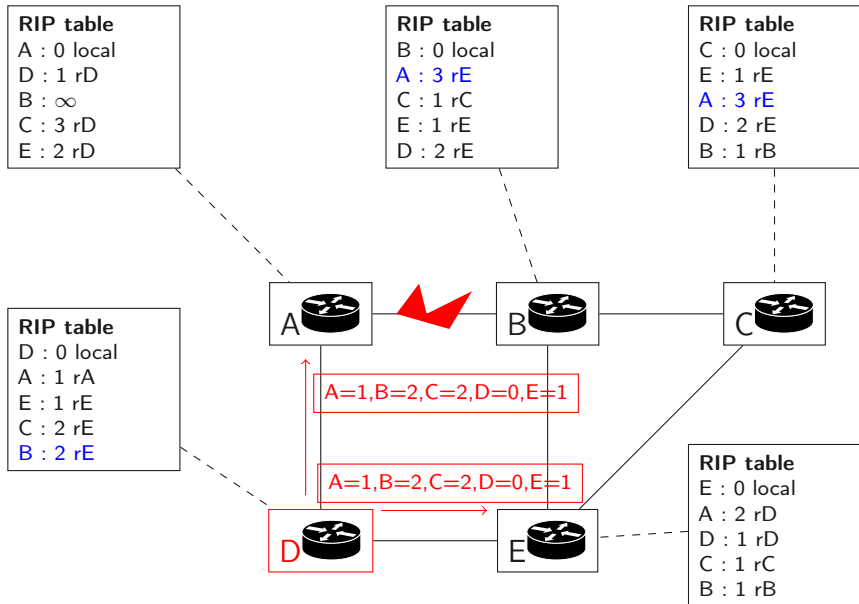 RIP table
A : 0 local
D : 1 rD
B : ∞
C : 3 rD
E : 2 rD
RIP table
B : 0 local
A : 3 rE
C : 1 rC
E : 1 rE
D : 2 rE
RIP table
C : 0 local
E : 1 rE
A : 3 rE
D : 2 rE
B : 1 rB
A
B
C
RIP table
D : 0 local
A : 1 rA
E : 1 rE
C : 2 rE
B : 2 rE
A=1,B=2,C=2,D=0,E=1
A=1,B=2,C=2,D=0,E=1
D
E
RIP table
E : 0 local
A : 2 rD
D : 1 rD
C : 1 rC
B : 1 rB